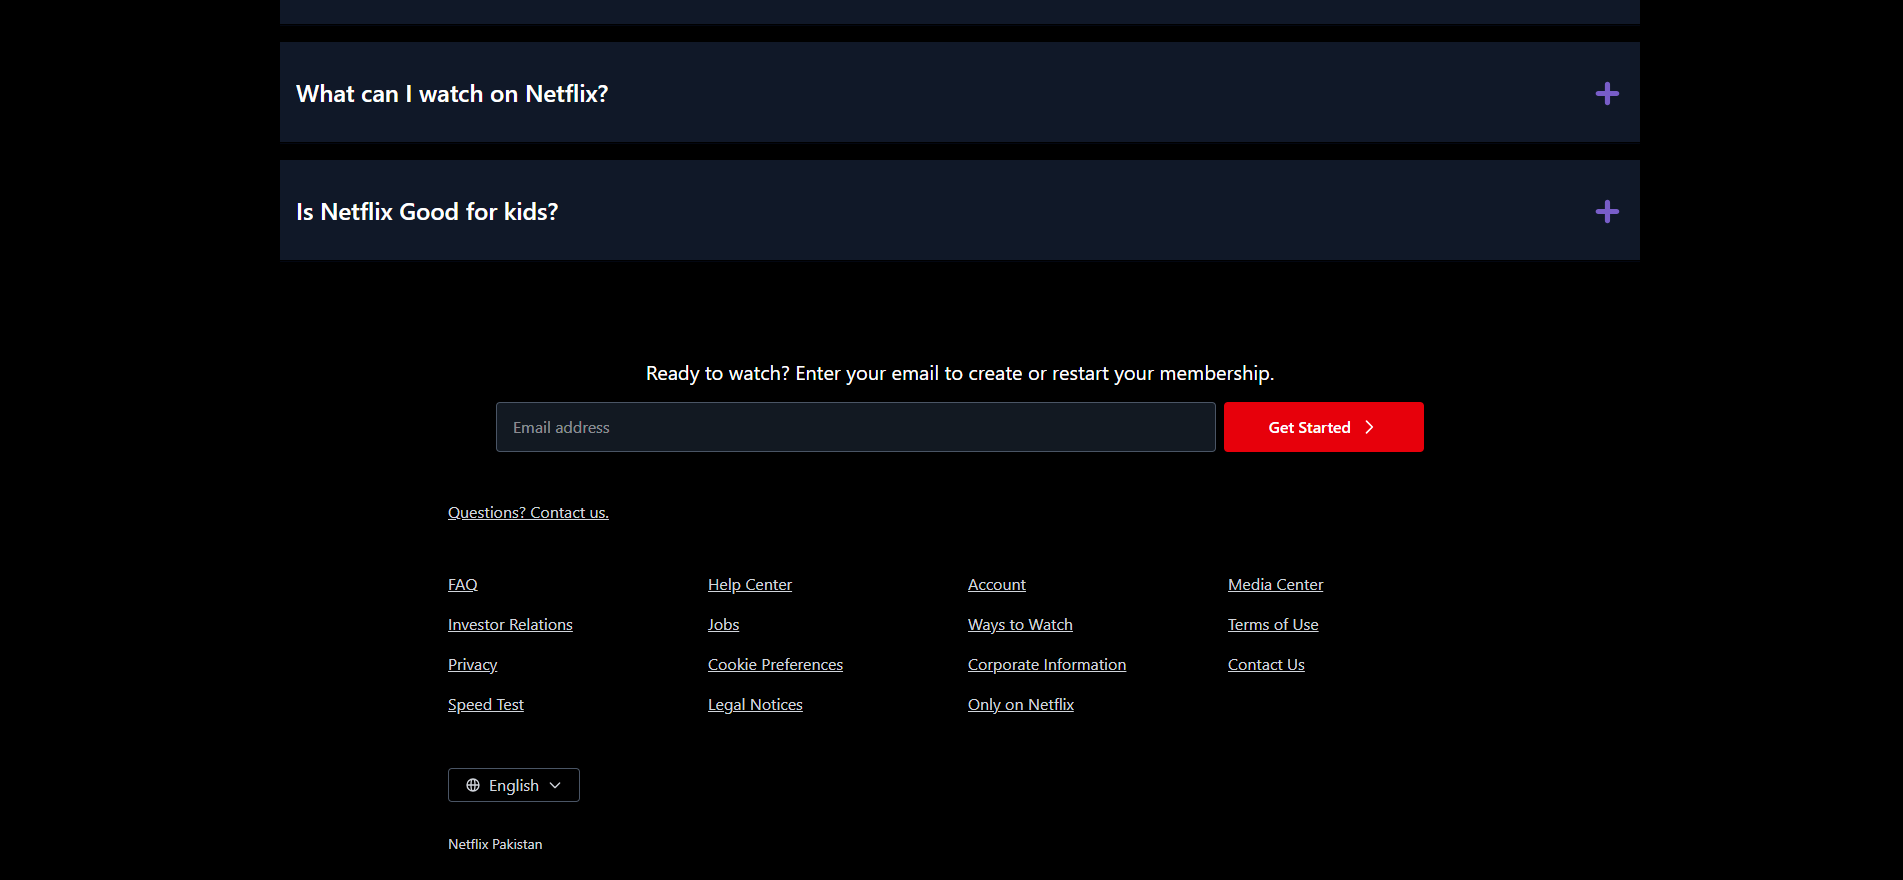 What can I watch on Netflix?
Is Netflix Good for kids?
Ready to watch? Enter your email to create or restart your membership.
Email address
Get Started
Questions? Contact us.
FAQ
Help Center
Account
Media Center
Investor Relations
Jobs
Ways to Watch
Terms of Use
Privacy
Cookie Preferences
Corporate Information
Contact Us
Speed Test
Legal Notices
Only on Netflix
English
Netflix Pakistan